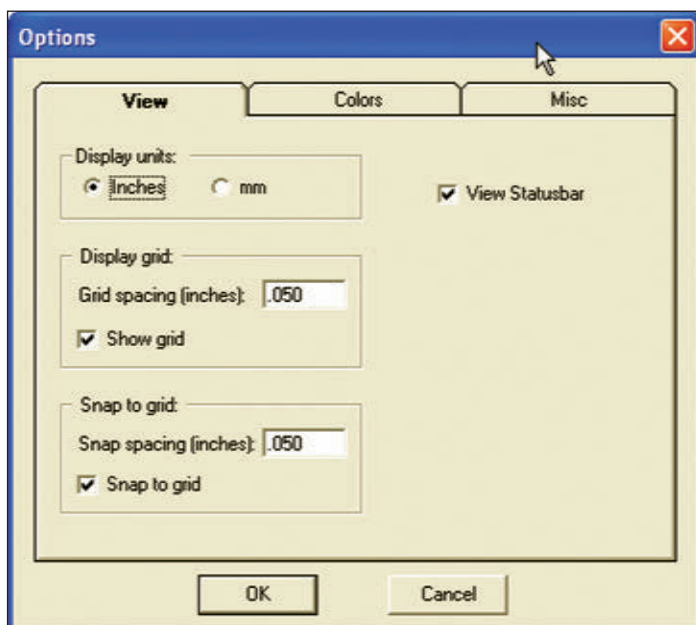 Options
View Colors Misc
Display units:
Inches mm
View Statusbar
Display grid:
Grid spacing (inches): .050
Show grid
Snap to grid:
Snap spacing (inches): .050
Snap to grid
OK Cancel